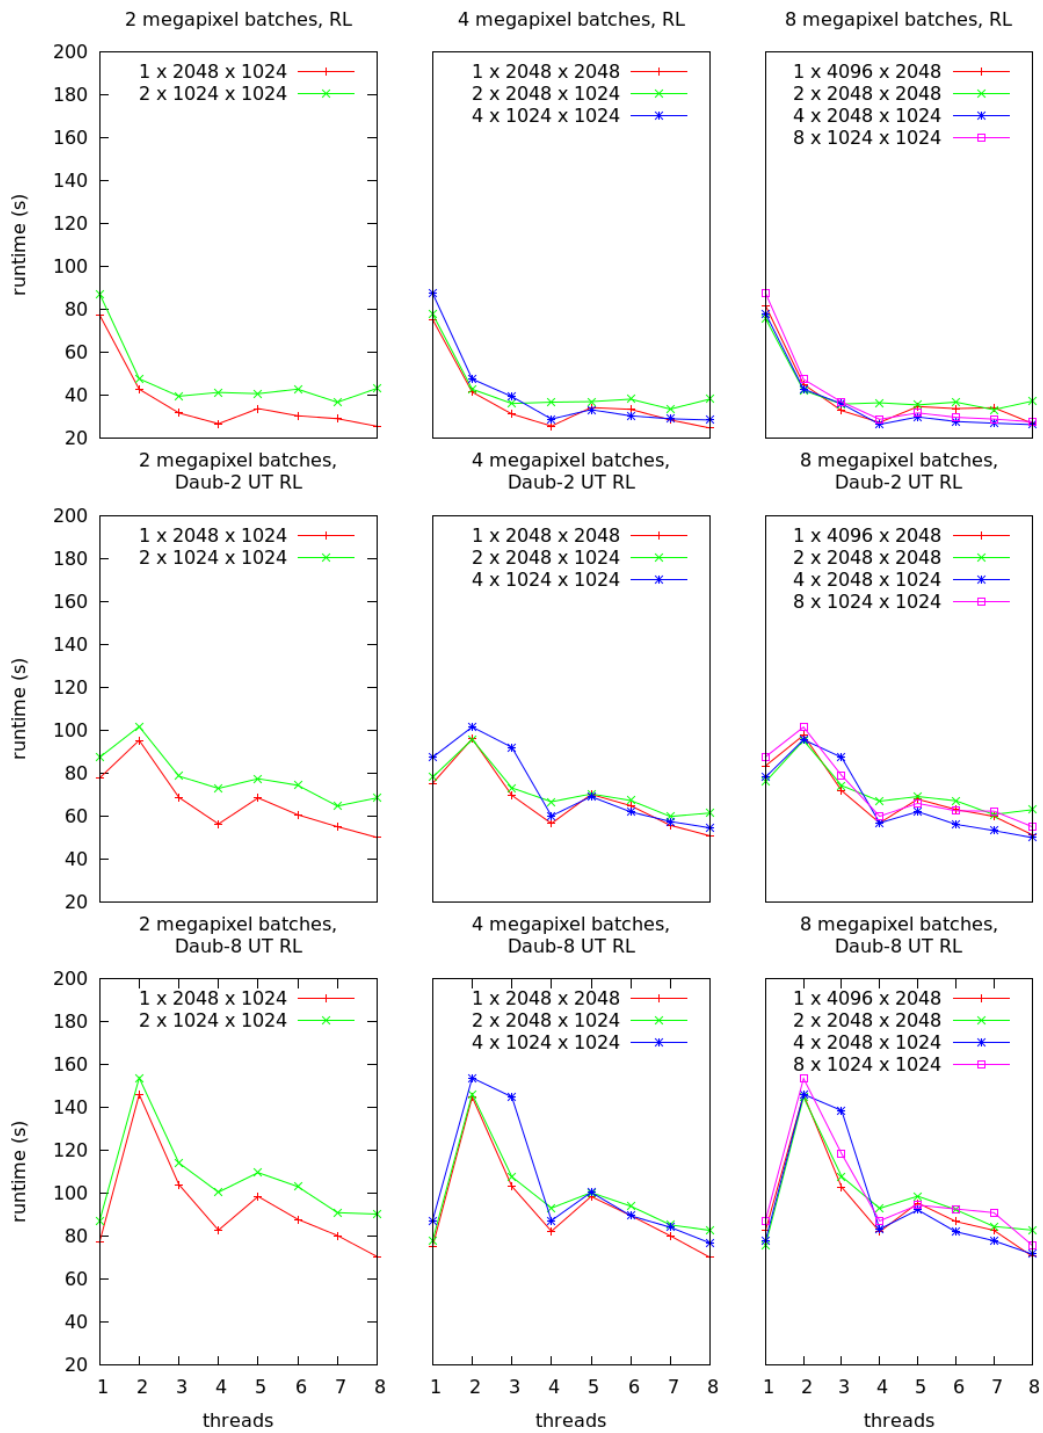 2 megapixel batches, RL
4 megapixel batches, RL
8 megapixel batches, RL
200
180
160
140
120
100
80
60
40
20
runtime (s)
1 x 2048 x 1024
2 x 1024 x 1024
1 x 2048 x 2048
2 x 2048 x 1024
4 x 1024 x 1024
1 x 4096 x 2048
2 x 2048 x 2048
4 x 2048 x 1024
8 x 1024 x 1024
2 megapixel batches,
Daub-2 UT RL
4 megapixel batches,
Daub-2 UT RL
8 megapixel batches,
Daub-2 UT RL
200
180
160
140
120
100
80
60
40
20
runtime (s)
1 x 2048 x 1024
2 x 1024 x 1024
1 x 2048 x 2048
2 x 2048 x 1024
4 x 1024 x 1024
1 x 4096 x 2048
2 x 2048 x 2048
4 x 2048 x 1024
8 x 1024 x 1024
2 megapixel batches,
Daub-8 UT RL
4 megapixel batches,
Daub-8 UT RL
8 megapixel batches,
Daub-8 UT RL
200
180
160
140
120
100
80
60
40
20
runtime (s)
1 x 2048 x 1024
2 x 1024 x 1024
1 x 2048 x 2048
2 x 2048 x 1024
4 x 1024 x 1024
1 x 4096 x 2048
2 x 2048 x 2048
4 x 2048 x 1024
8 x 1024 x 1024
1 2 3 4 5 6 7 8
1 2 3 4 5 6 7 8
1 2 3 4 5 6 7 8
threads
threads
threads